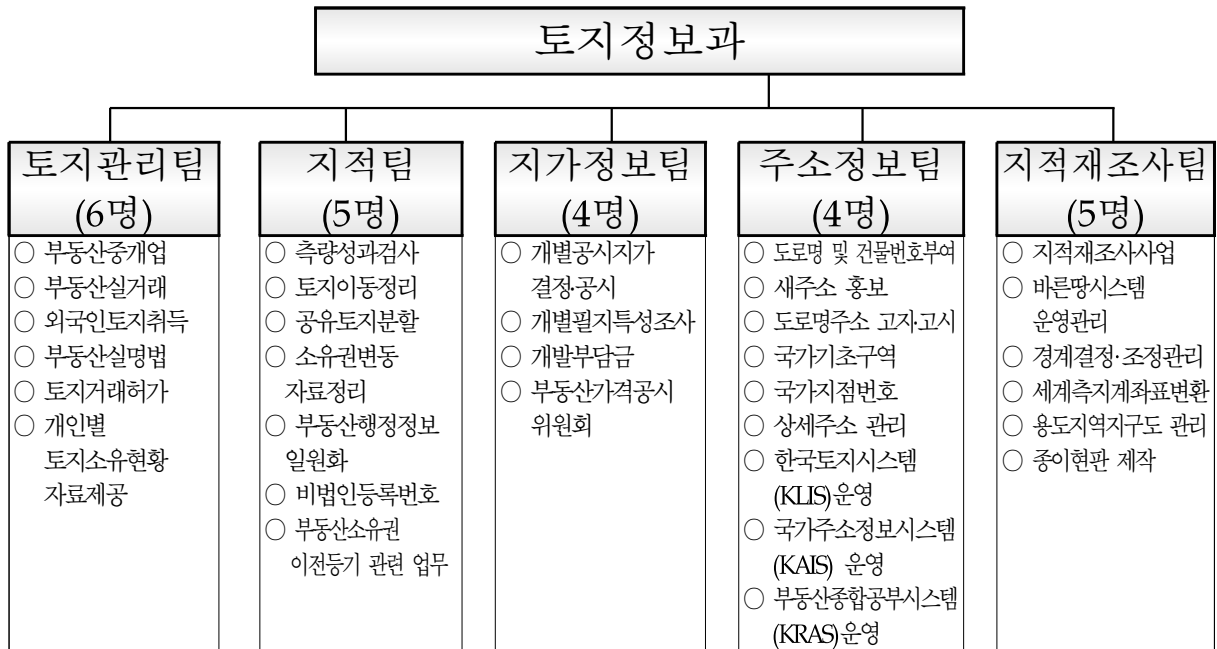 토지정보과
토지관리팀
(6명)
○ 부동산중개업
○ 부동산실거래
○ 외국인토지취득
○ 부동산실명법
○ 토지거래허가
○ 개인별
토지소유현황
자료제공
지적팀
(5명)
○ 측량성과검사
○ 토지이동정리
○ 공유토지분할
○ 소유권변동
자료정리
○ 부동산행정정보
일원화
○ 비법인등록번호
○ 부동산소유권
이전등기 관련 업무
지가정보팀
(4명)
○ 개별공시지가
결정·공시
○ 개별필지특성조사
○ 개발부담금
○ 부동산가격공시
위원회
주소정보팀
(4명)
○ 도로명 및 건물번호부여
○ 새주소 홍보
○ 도로명주소 고지·고시
○ 국가기초구역
○ 국가지점번호
○ 상세주소 관리
○ 한국토지시스템
(KLIS)운영
○ 국가주소정보시스템
(KAIS) 운영
○ 부동산종합공부시스템
(KRAS)운영
지적재조사팀
(5명)
○ 지적재조사사업
○ 바른땅시스템
운영관리
○ 경계결정·조정관리
○ 세계측지계좌표변환
○ 용도지역지구도 관리
○ 종이현판 제작